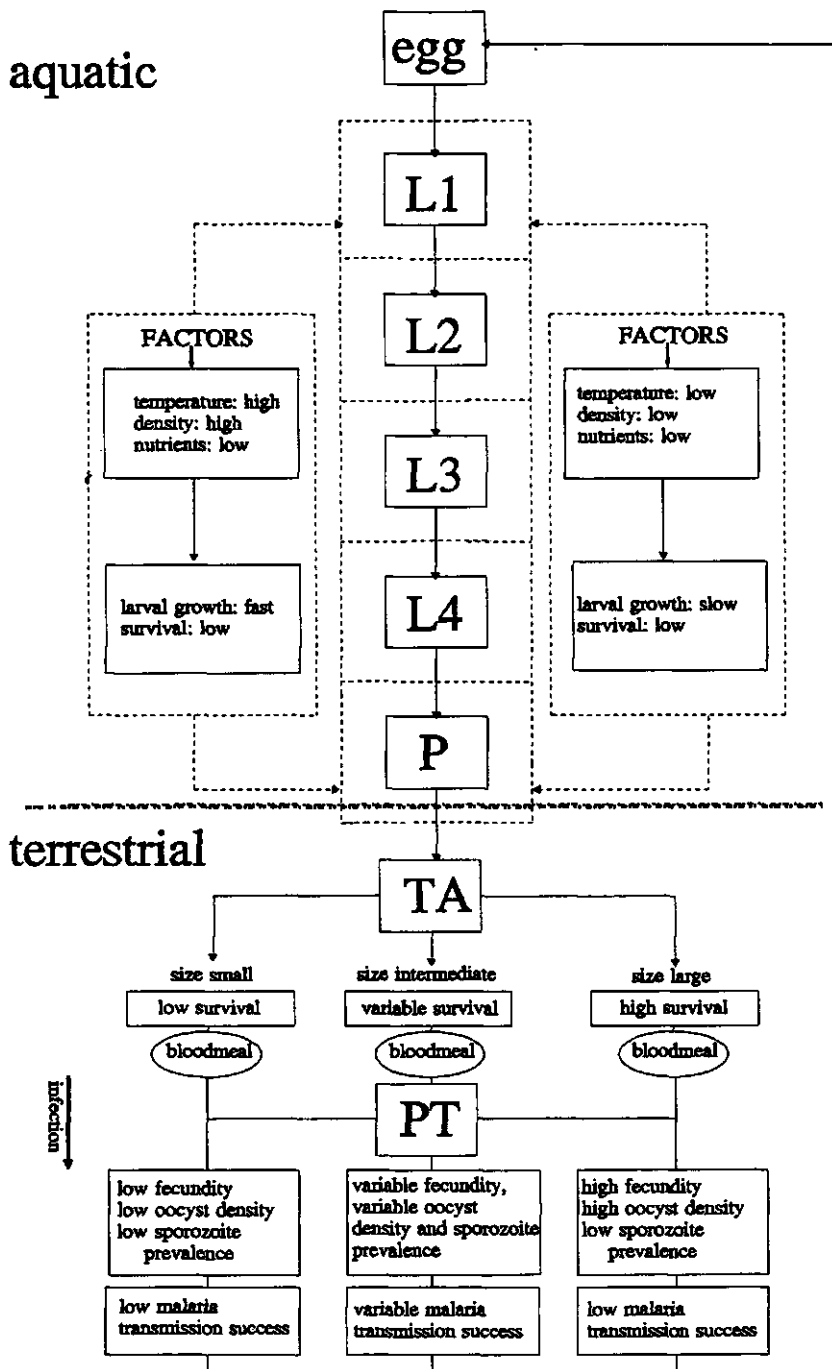 egg
aquatic
L1
L2
FACTORS
temperature: high
density: high
nutrients: low
FACTORS
temperature: low
density: low
nutrients: low
L3
larval growth: fast
survival: low
L4
larval growth: slow
survival: low
P
terrestrial
TA
size small
low survival
bloodmeal
size intermediate
variable survival
bloodmeal
size large
high survival
bloodmeal
infection
PT
low fecundity
low oocyst density
low sporozoite
prevalence
variable fecundity,
variable oocyst
density and sporozoite
prevalence
high fecundity
high oocyst density
low sporozoite
prevalence
low malaria
transmission success
variable malaria
transmission success
low malaria
transmission success